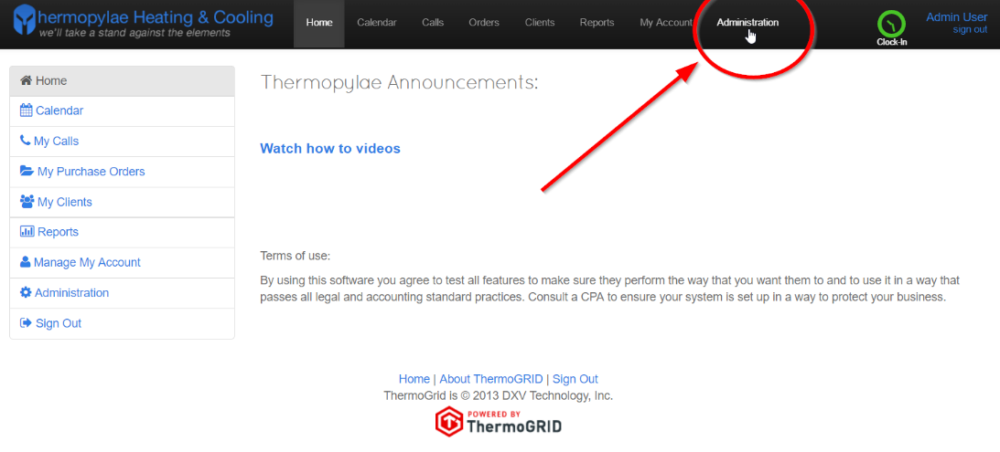 Thermopylae Heating & Cooling
we'll take a stand against the elements
Home
Calendar
Calls
Orders
Clients
Reports
My Account
Administration
Clock-In
Admin User
sign out
Home
Calendar
My Calls
My Purchase Orders
My Clients
Reports
Manage My Account
Administration
Sign Out
Thermopylae Announcements:
Watch how to videos
Terms of use:
By using this software you agree to test all features to make sure they perform the way that you want them to and to use it in a way that
passes all legal and accounting standard practices. Consult a CPA to ensure your system is set up in a way to protect your business.
Home | About ThermoGRID | Sign Out
ThermoGrid is © 2013 DXV Technology, Inc.
POWERED BY
ThermoGRID